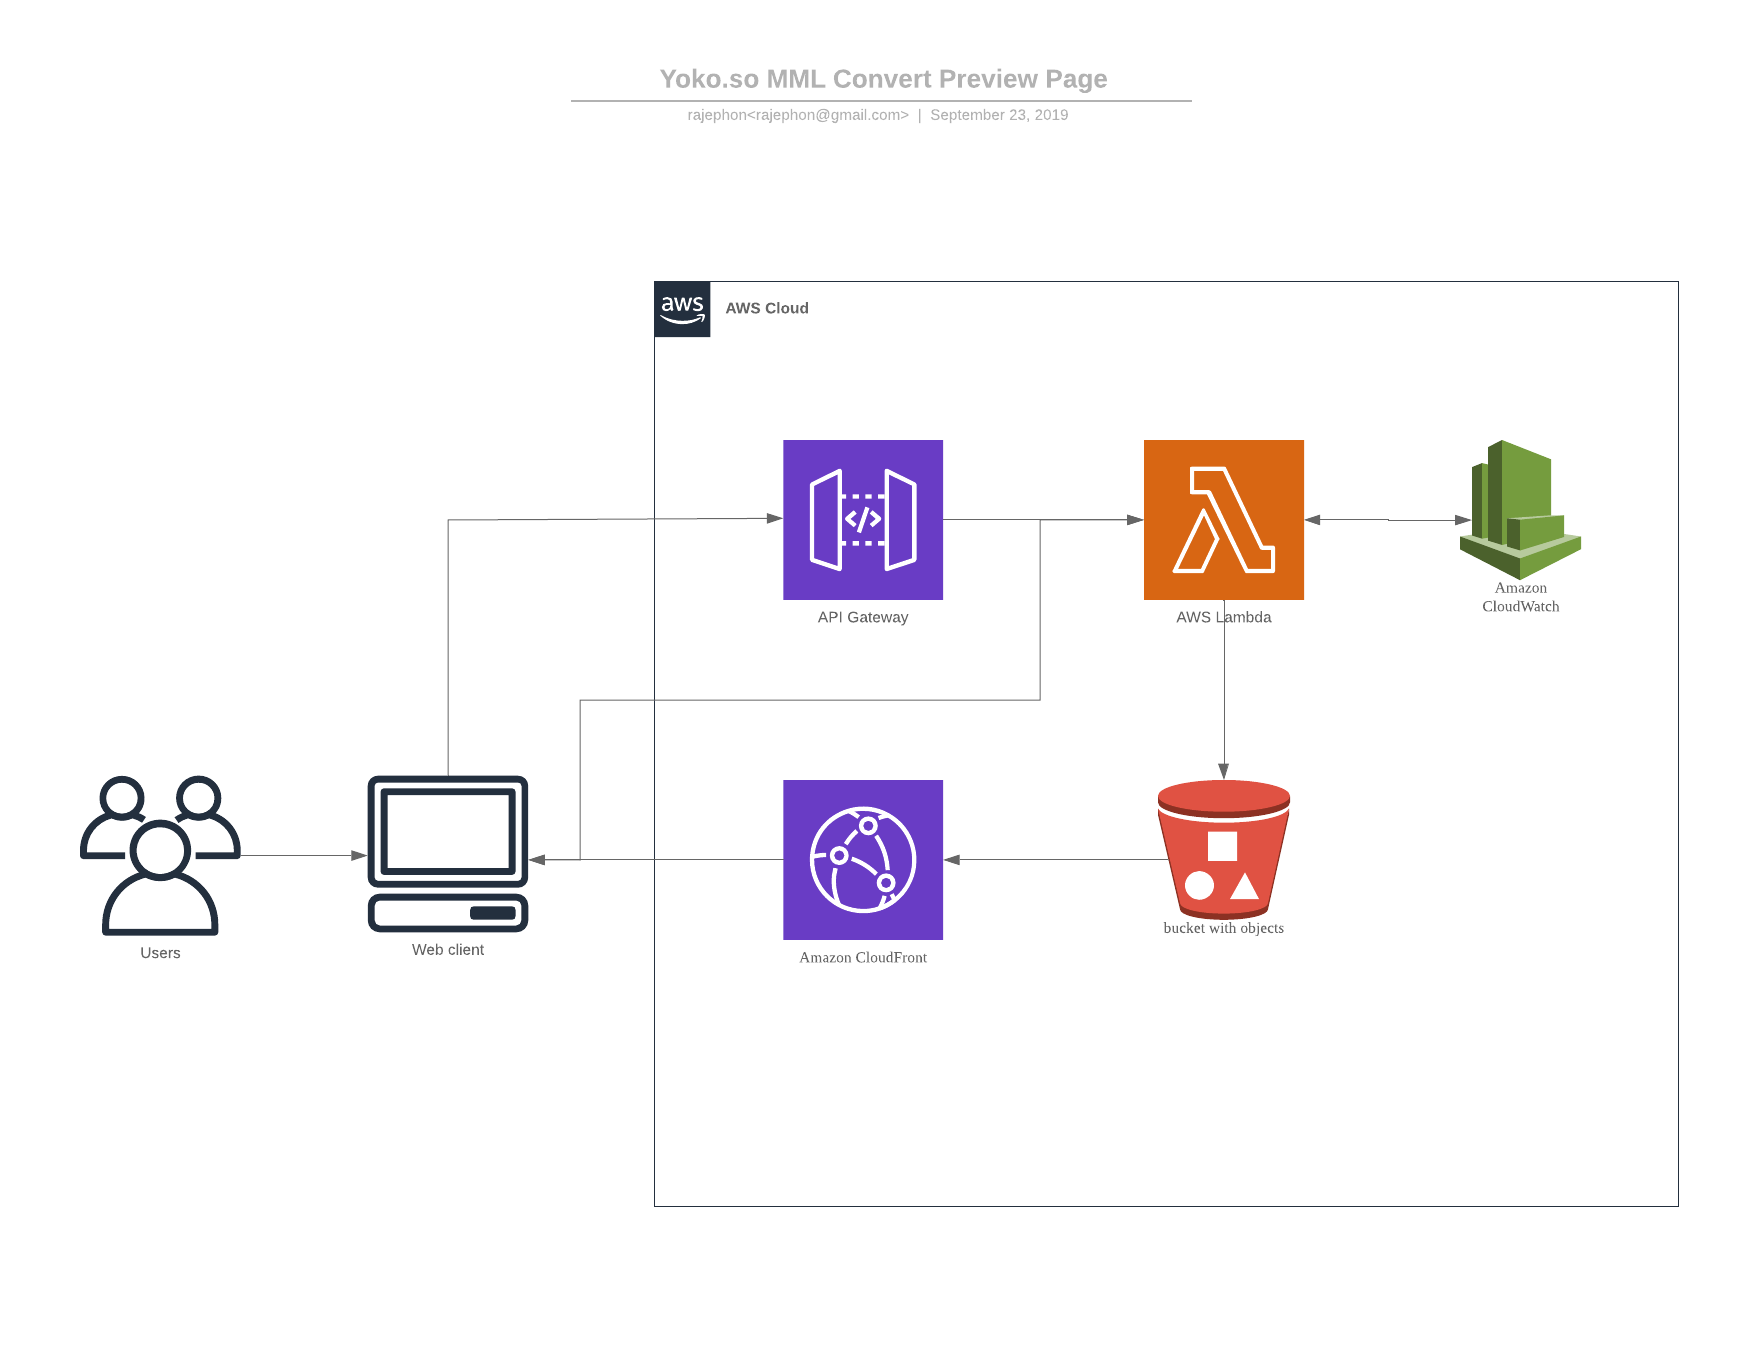 Yoko.so MML Convert Preview Page
rajephon<rajephon@gmail.com> | September 23, 2019
aws
AWS Cloud
</>
API Gateway
AWS Lambda
Amazon
CloudWatch
Users
Web client
Amazon CloudFront
bucket with objects